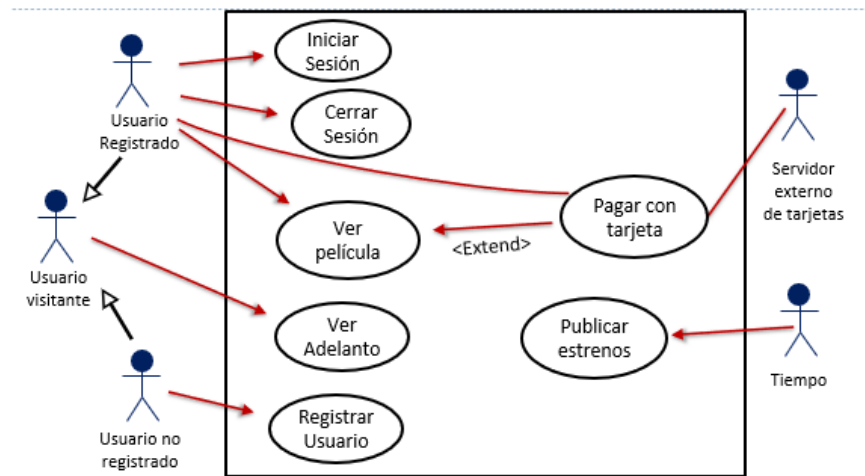 Iniciar
Sesión
Cerrar
Sesión
Usuario
Registrado
Pagar con
tarjeta
Servidor
externo
de tarjetas
Ver
película
<Extend>
Usuario
visitante
Ver
Adelanto
Publicar
estrenos
Tiempo
Registrar
Usuario
Usuario no
registrado